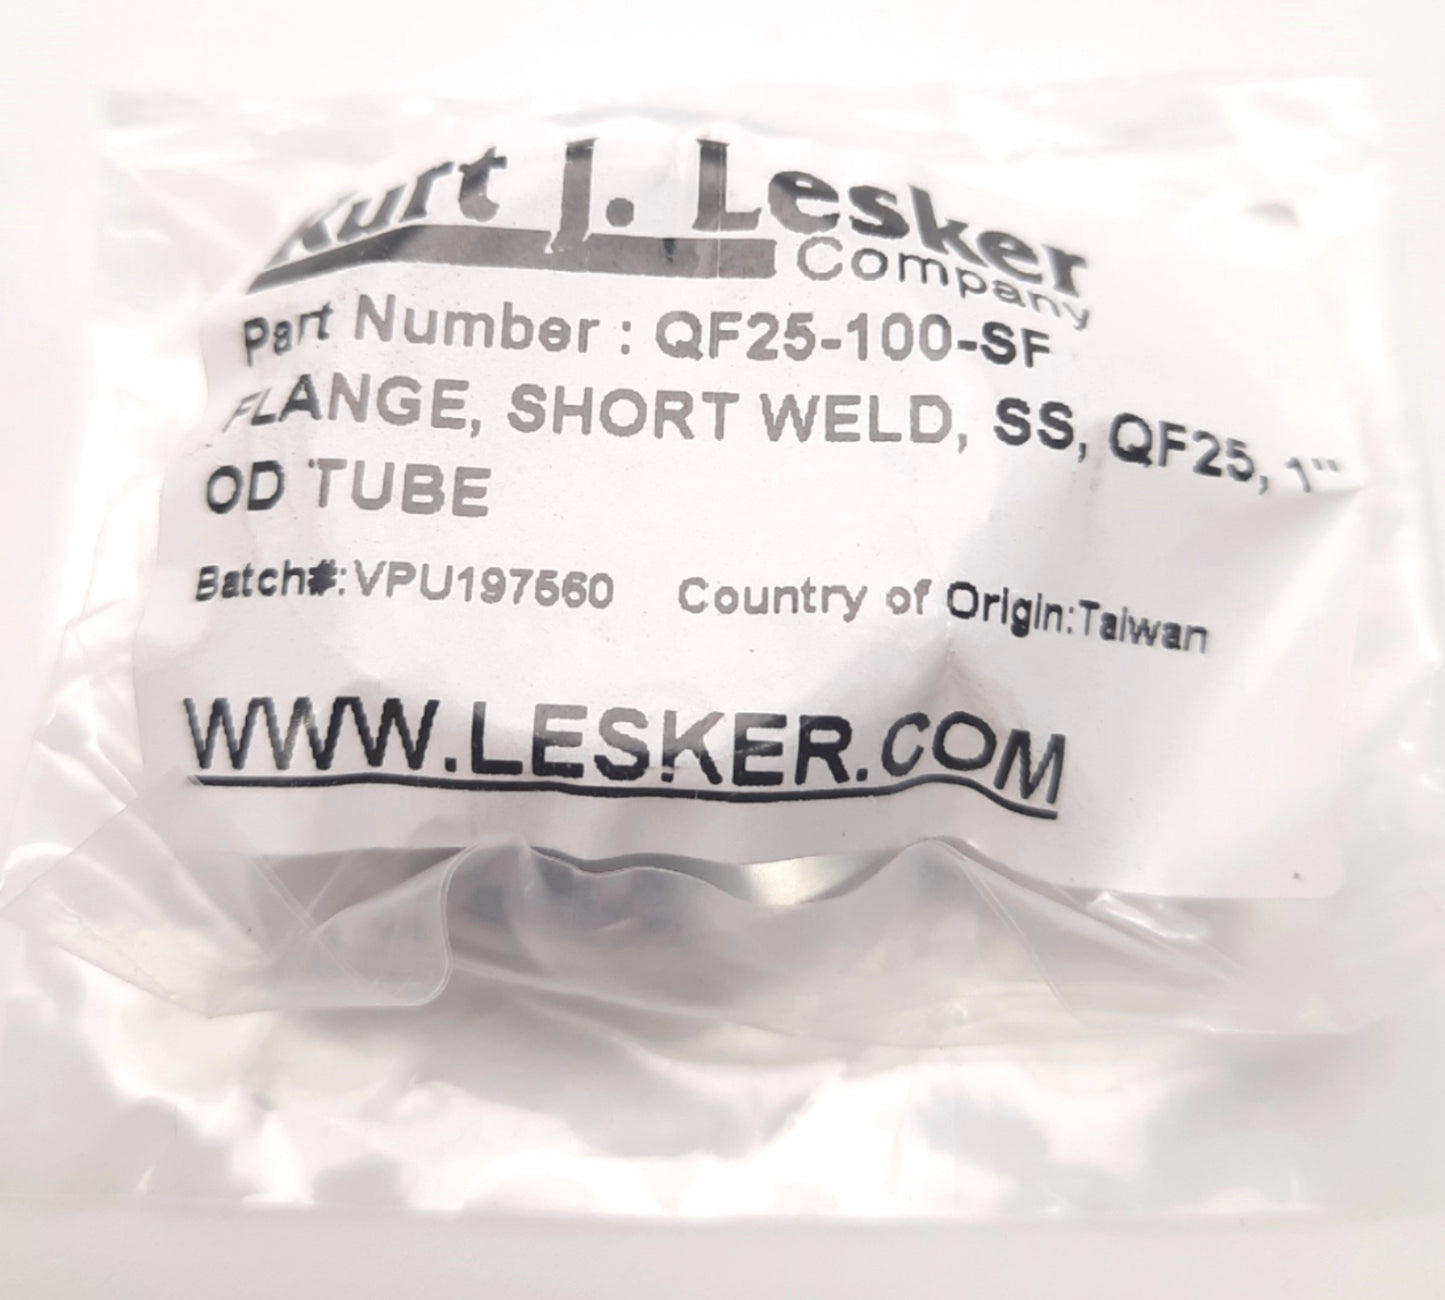 Kurt J. Lesker
Company
Part Number : QF25-100-SF
FLANGE, SHORT WELD, SS, QF25, 1"
OD TUBE
Batch#:VPU197560 Country of Origin:Taiwan
WWW.LESKER.COM